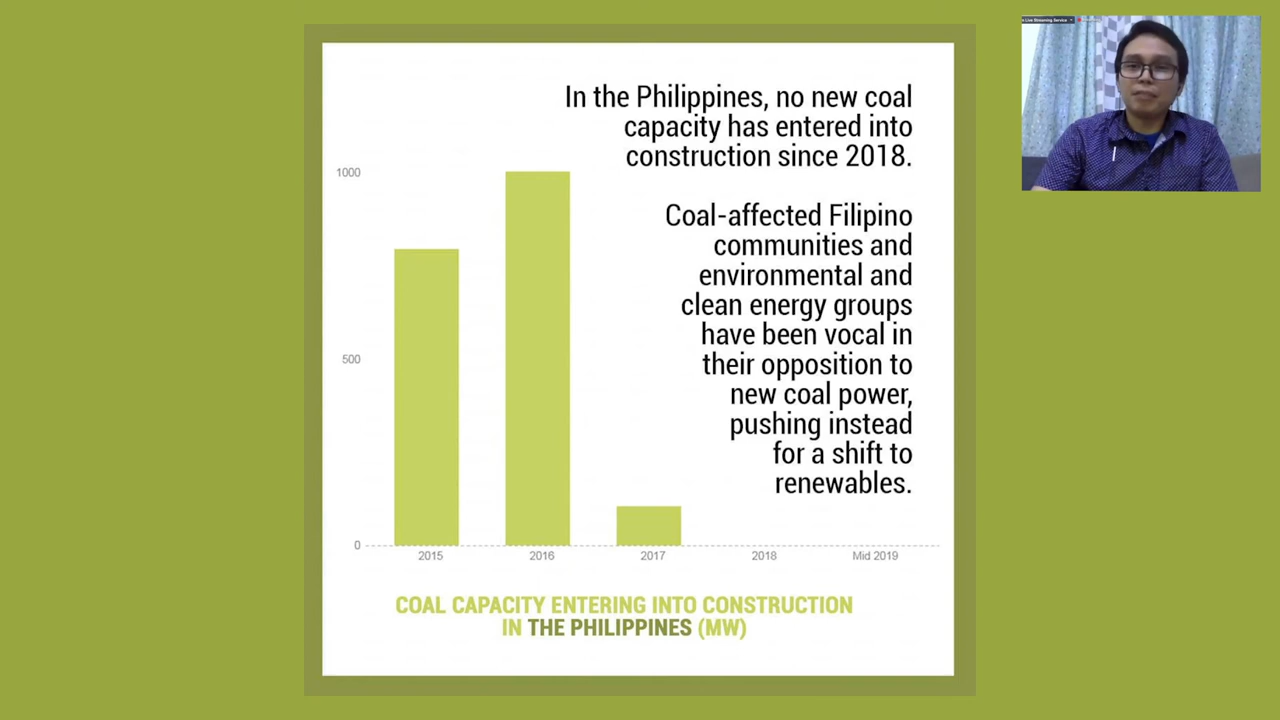 Live Streaming Service
In the Philippines, no new coal
capacity has entered into
construction since 2018.
Coal-affected Filipino
communities and
environmental and
clean energy groups
have been vocal in
their opposition to
new coal power,
pushing instead
for a shift to
renewables.
1000
500
0
2015
2016
2017
2018
Mid 2019
COAL CAPACITY ENTERING INTO CONSTRUCTION
IN THE PHILIPPINES (MW)